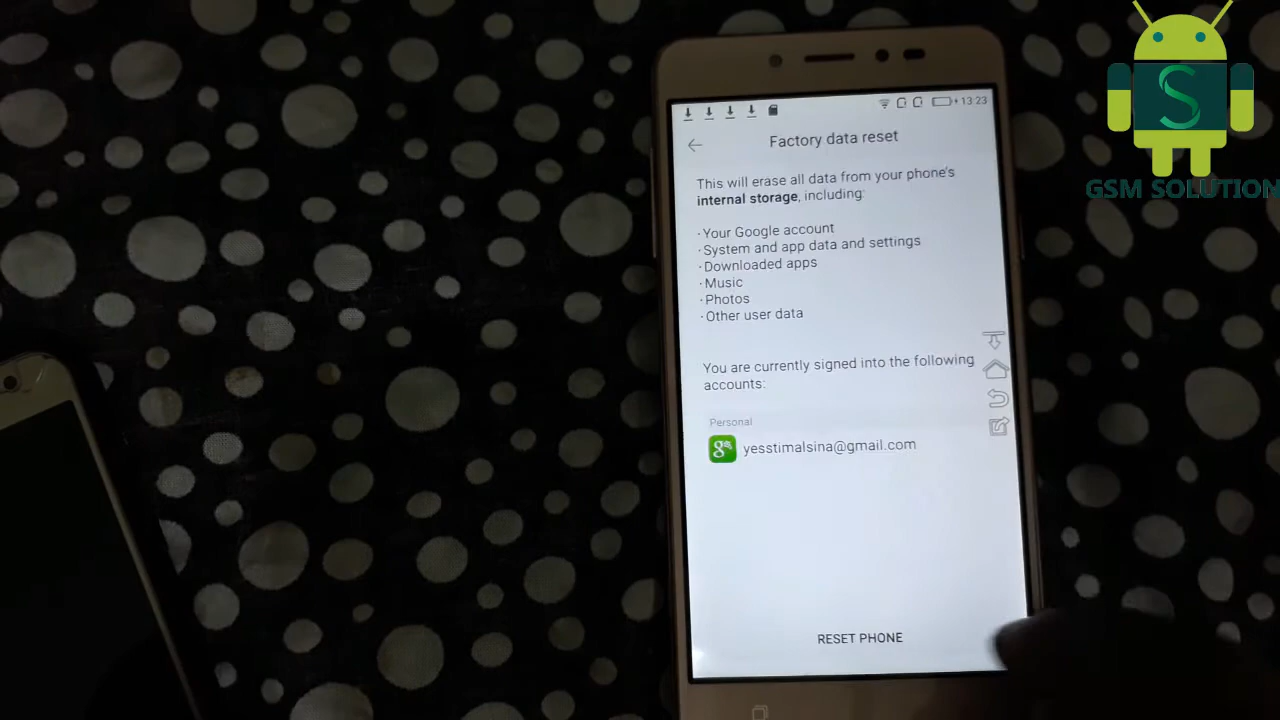 13:23
Factory data reset
This will erase all data from your phone's
internal storage, including:
· Your Google account
· System and app data and settings
· Downloaded apps
· Music
· Photos
· Other user data
You are currently signed into the following
accounts:
Personal
g+
yesstimalsina@gmail.com
RESET PHONE
S
GSM SOLUTION